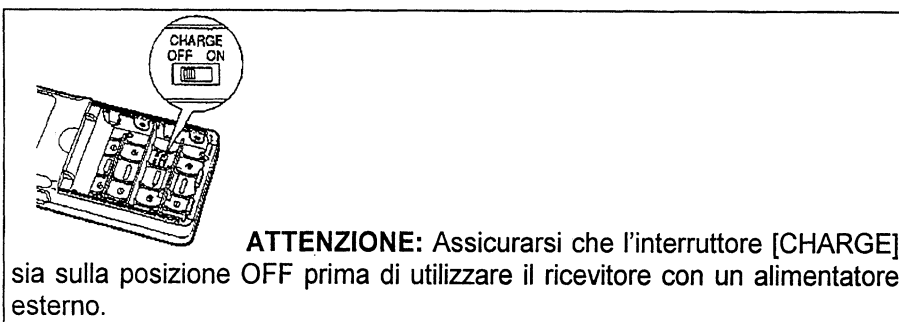 CHARGE
OFF ON
ATTENZIONE: Assicurarsi che l'interruttore [CHARGE]
sia sulla posizione OFF prima di utilizzare il ricevitore con un alimentatore
esterno.